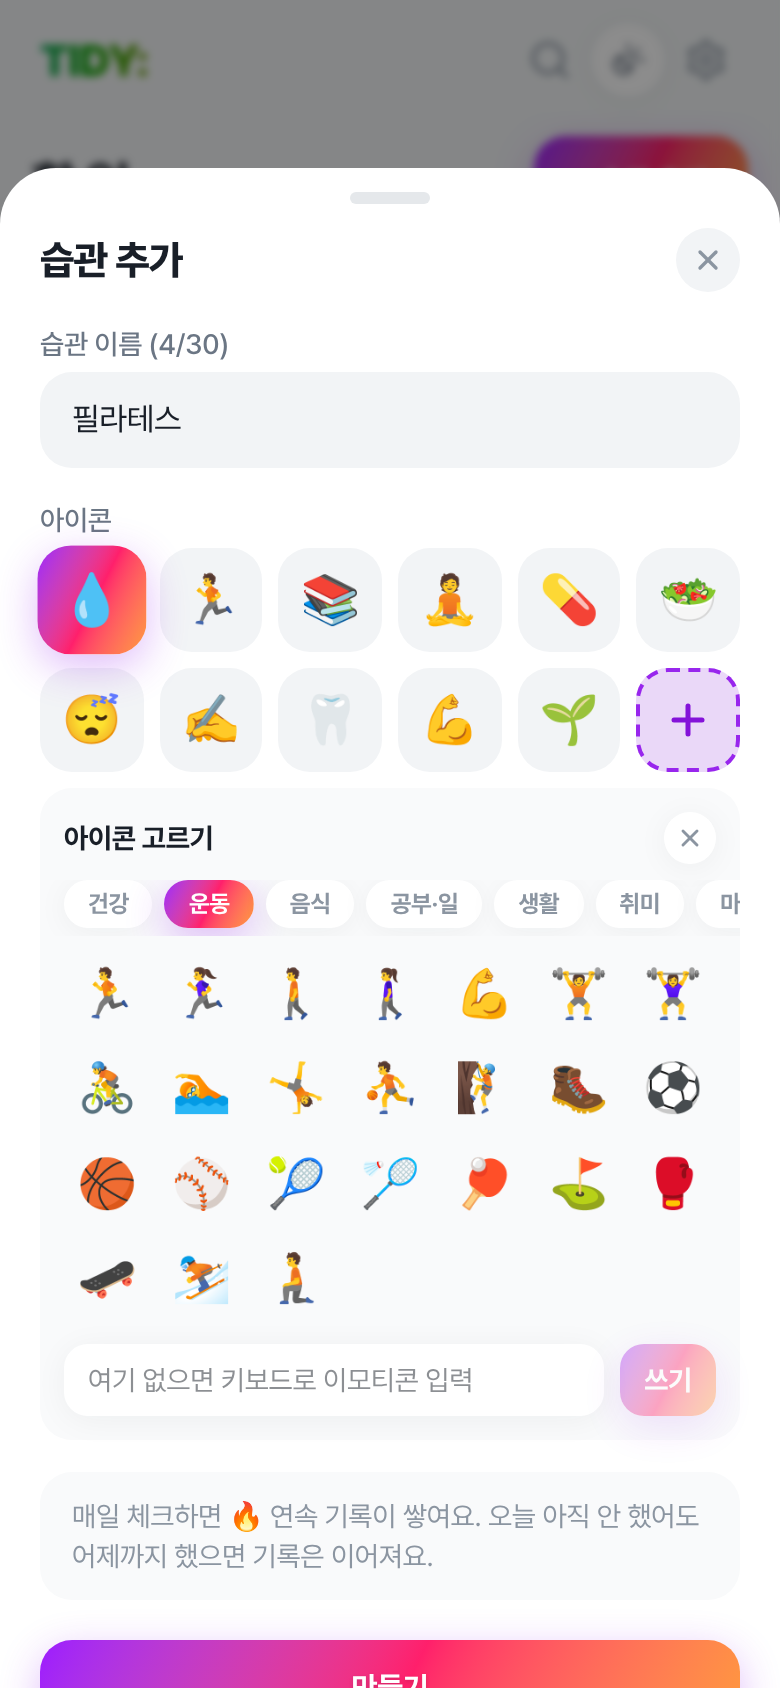 TIDY:
습관 추가
습관 이름 (4/30)
필라테스
아이콘
아이콘 고르기
건강 운동 음식 공부·일 생활 취미 마
여기 없으면 키보드로 이모티콘 입력
쓰기
매일 체크하면 🔥 연속 기록이 쌓여요. 오늘 아직 안 했어도
어제까지 했으면 기록은 이어져요.
만들기